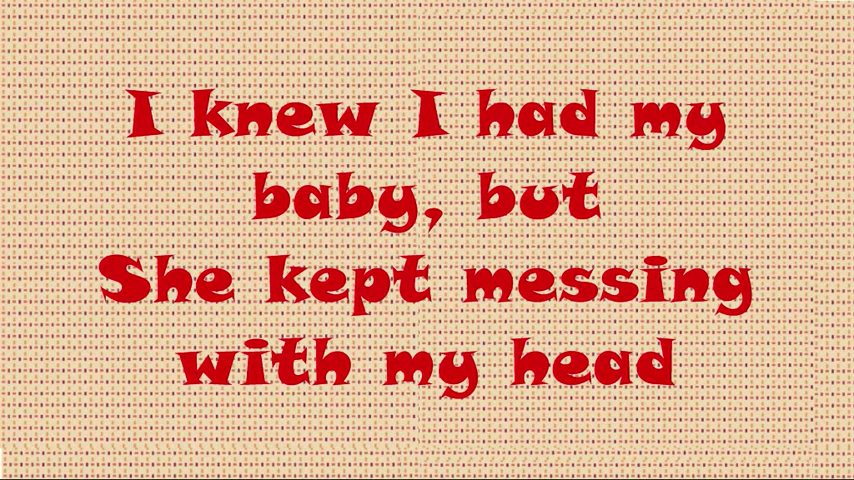 I knew I had my
baby, but
She kept messing
with my head